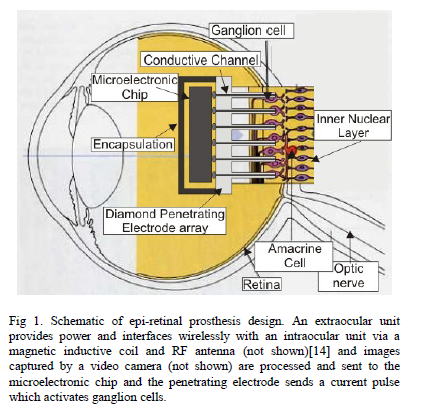 Ganglion cell
Conductive Channel
Microelectronic
Chip
Inner Nuclear
Layer
Encapsulation
Diamond Penetrating
Electrode array
Amacrine
Cell
Optic
nerve
Retina
Fig 1. Schematic of epi-retinal prosthesis design. An extraocular unit
provides power and interfaces wirelessly with an intraocular unit via a
magnetic inductive coil and RF antenna (not shown)[14] and images
captured by a video camera (not shown) are processed and sent to the
microelectronic chip and the penetrating electrode sends a current pulse
which activates ganglion cells.